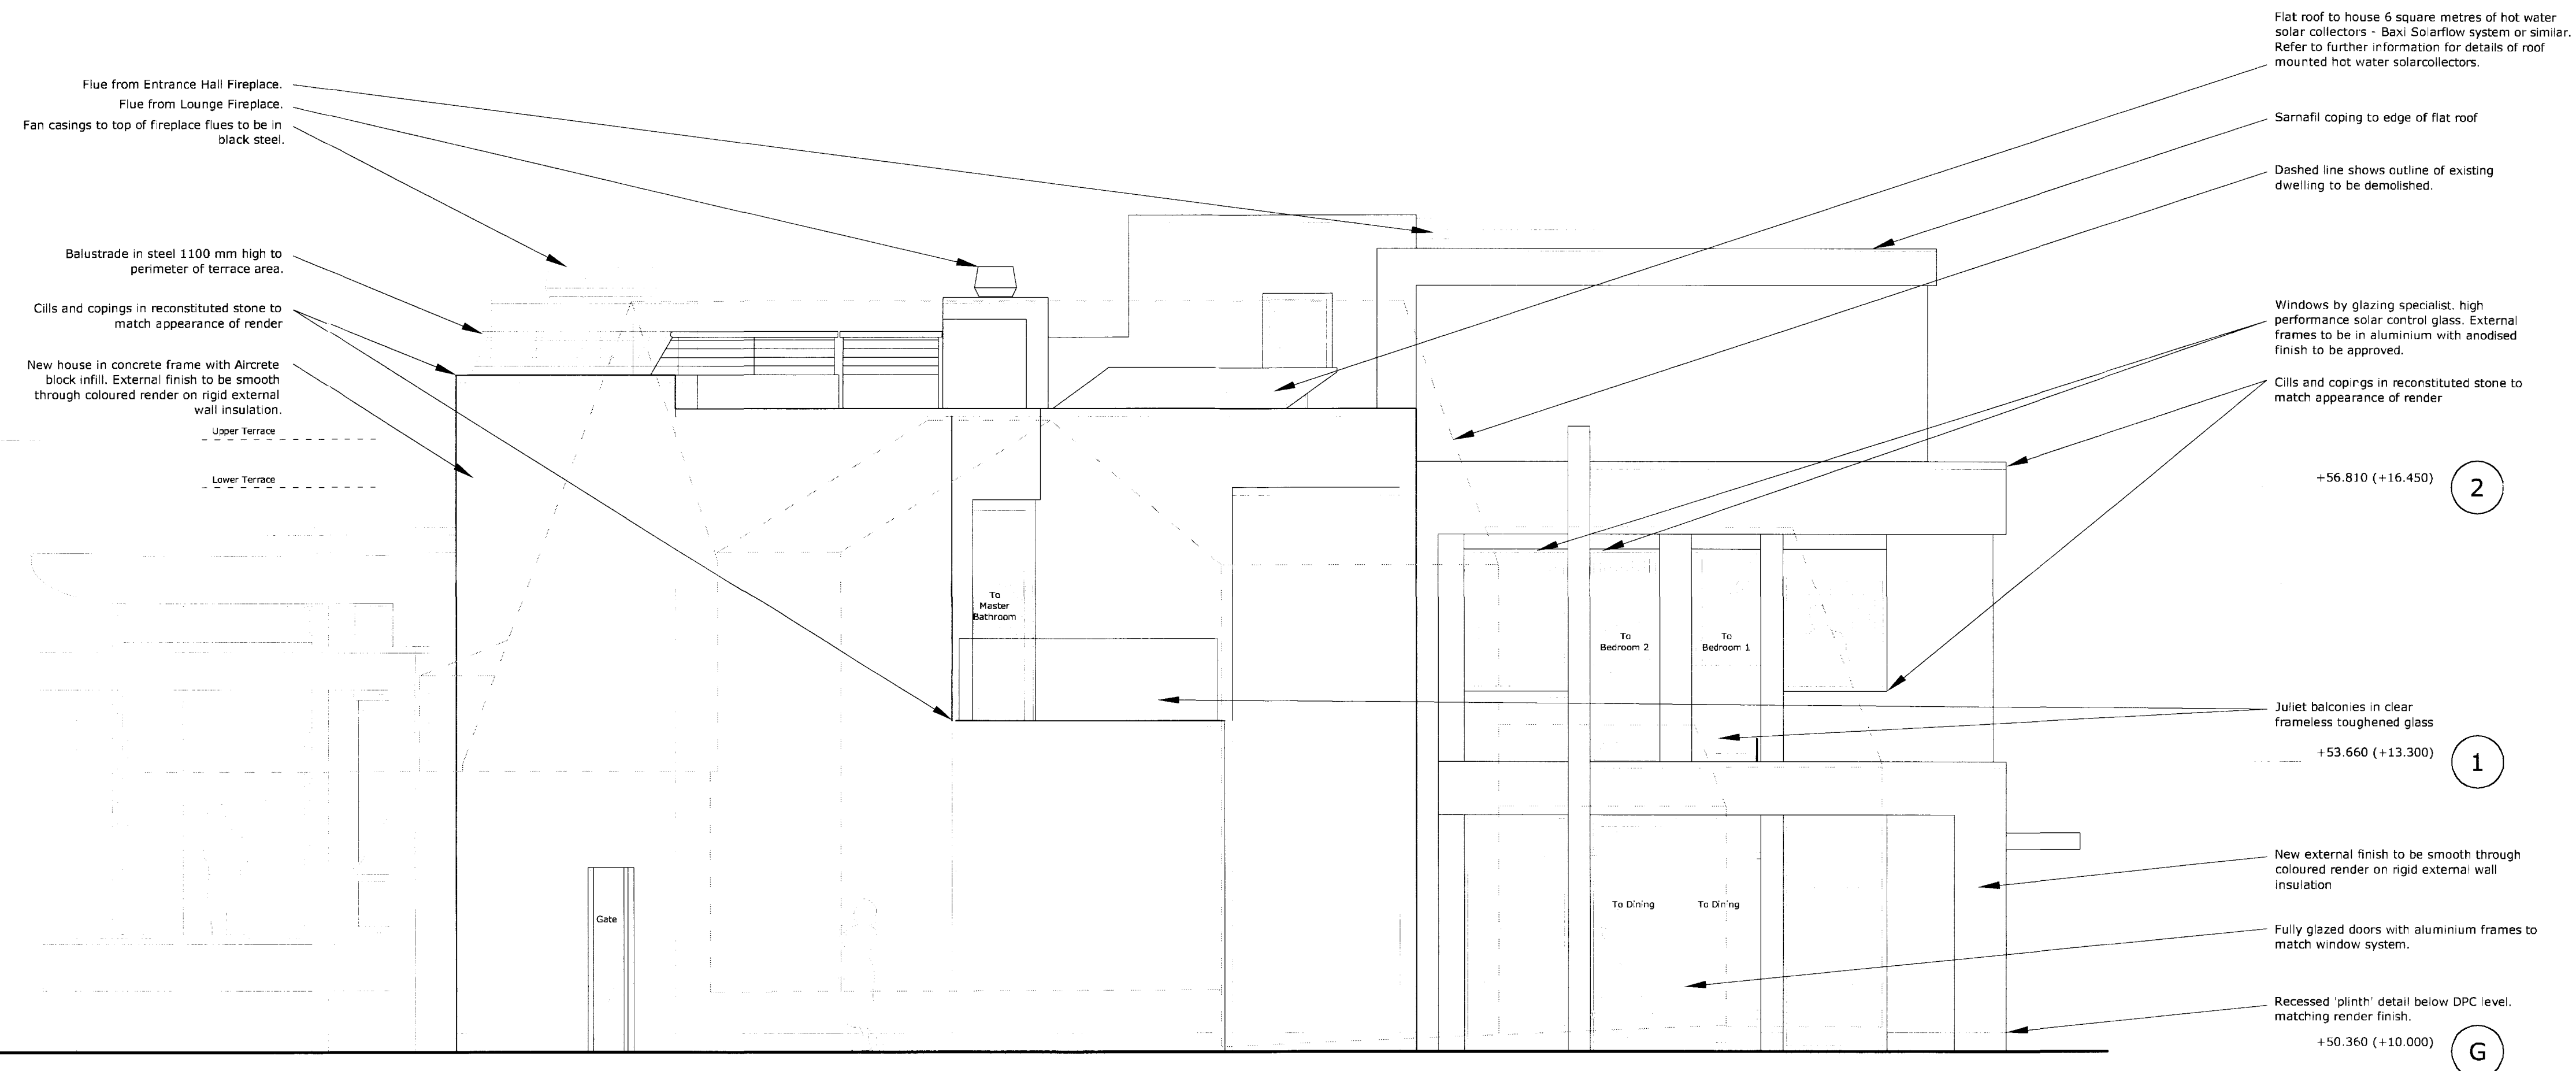 Flue from Entrance Hall Fireplace.
Flue from Lounge Fireplace.
Fan casings to top of fireplace flues to be in
black steel.
Balustrade in steel 1100 mm high to
perimeter of terrace area.
Cills and copings in reconstituted stone to
match appearance of render
New house in concrete frame with Aircrete
block infill. External finish to be smooth
through coloured render on rigid external
wall insulation.
Upper Terrace
Lower Terrace
Gate
To
Master
Bathroom
To
Bedroom 2
To
Bedroom 1
To Dining
To Dining
Flat roof to house 6 square metres of hot water
solar collectors - Baxi Solarflow system or similar.
Refer to further information for details of roof
mounted hot water solarcollectors.
Sarnafil coping to edge of flat roof
Dashed line shows outline of existing
dwelling to be demolished.
Windows by glazing specialist. high
performance solar control glass. External
frames to be in aluminium with anodised
finish to be approved.
Cills and copings in reconstituted stone to
match appearance of render
+56.810 (+16.450)
2
Juliet balconies in clear
frameless toughened glass
+53.660 (+13.300)
1
New external finish to be smooth through
coloured render on rigid external wall
insulation
Fully glazed doors with aluminium frames to
match window system.
Recessed 'plinth' detail below DPC level.
matching render finish.
+50.360 (+10.000)
G